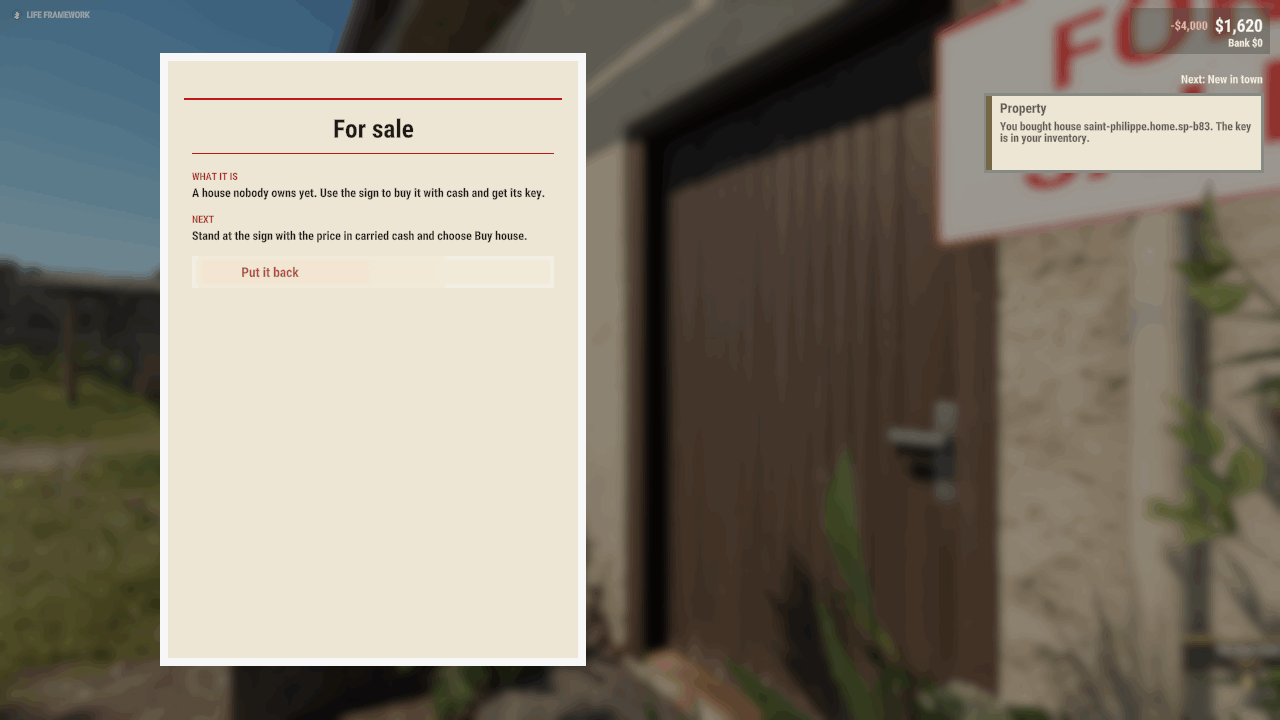 LIFE FRAMEWORK
-$4,000 $1,620
Bank $0
Next: New in town
Property
You bought house saint-philippe.home.sp-b83. The key
is in your inventory.
For sale
WHAT IT IS
A house nobody owns yet. Use the sign to buy it with cash and get its key.
NEXT
Stand at the sign with the price in carried cash and choose Buy house.
Put it back